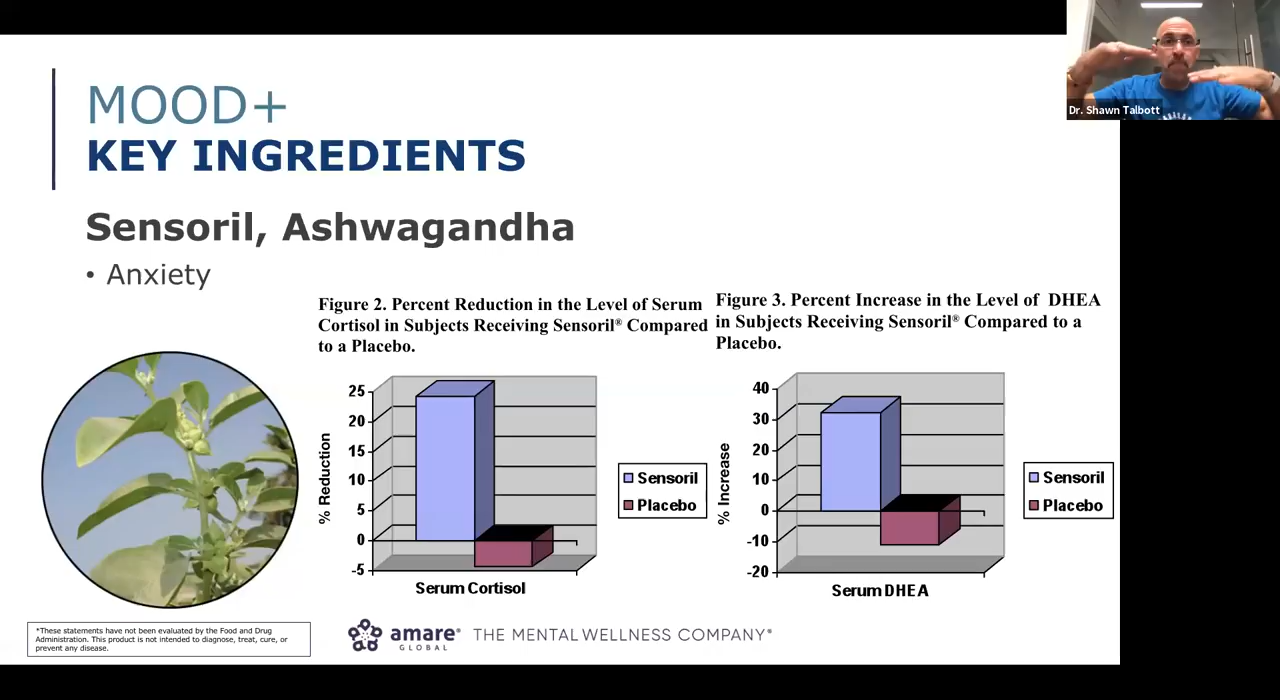 Dr. Shawn Talbott
MOOD+
KEY INGREDIENTS
Sensoril, Ashwagandha
• Anxiety
Figure 2. Percent Reduction in the Level of Serum
Cortisol in Subjects Receiving Sensoril® Compared
to a Placebo.
25
20
15
10
5
0
-5
% Reduction
Serum Cortisol
Sensoril
Placebo
Figure 3. Percent Increase in the Level of DHEA
in Subjects Receiving Sensoril® Compared to a
Placebo.
40
30
20
10
0
-10
-20
% Increase
Serum DHEA
Sensoril
Placebo
*These statements have not been evaluated by the Food and Drug
Administration. This product is not intended to diagnose, treat, cure, or
prevent any disease.
amare®
GLOBAL
THE MENTAL WELLNESS COMPANY®